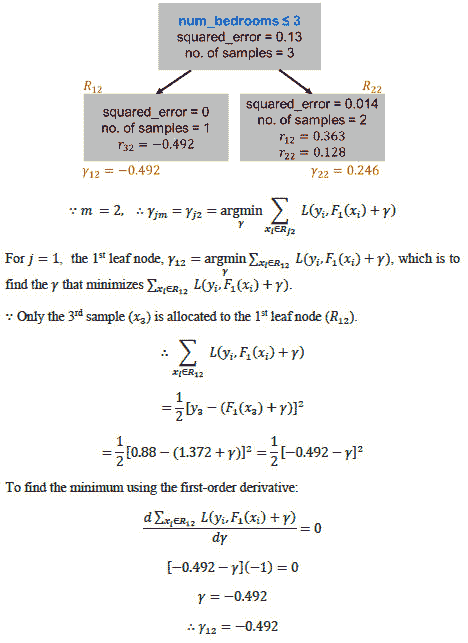 num_bedrooms ≤ 3
squared_error = 0.13
no. of samples = 3
R₁₂
R₂₂
squared_error = 0
no. of samples = 1
r₃₂ = −0.492
squared_error = 0.014
no. of samples = 2
r₁₂ = 0.363
r₂₂ = 0.128
γ₁₂ = −0.492
γ₂₂ = 0.246
∵ m = 2, ∴ γⱼₘ = γⱼ₂ = argmin_γ ∑_{xᵢ∈Rⱼ₂} L(yᵢ, F₁(xᵢ) + γ)
For j = 1, the 1st leaf node, γ₁₂ = argmin_γ ∑_{xᵢ∈R₁₂} L(yᵢ, F₁(xᵢ) + γ), which is to
find the γ that minimizes ∑_{xᵢ∈R₁₂} L(yᵢ, F₁(xᵢ) + γ).
∵ Only the 3rd sample (x₃) is allocated to the 1st leaf node (R₁₂).
∴ ∑_{xᵢ∈R₁₂} L(yᵢ, F₁(xᵢ) + γ)
= 1/2 [y₃ − (F₁(x₃) + γ)]²
= 1/2 [0.88 − (1.372 + γ)]² = 1/2 [−0.492 − γ]²
To find the minimum using the first-order derivative:
d ∑_{xᵢ∈R₁₂} L(yᵢ, F₁(xᵢ) + γ) / dγ = 0
[−0.492 − γ](−1) = 0
γ = −0.492
∴ γ₁₂ = −0.492